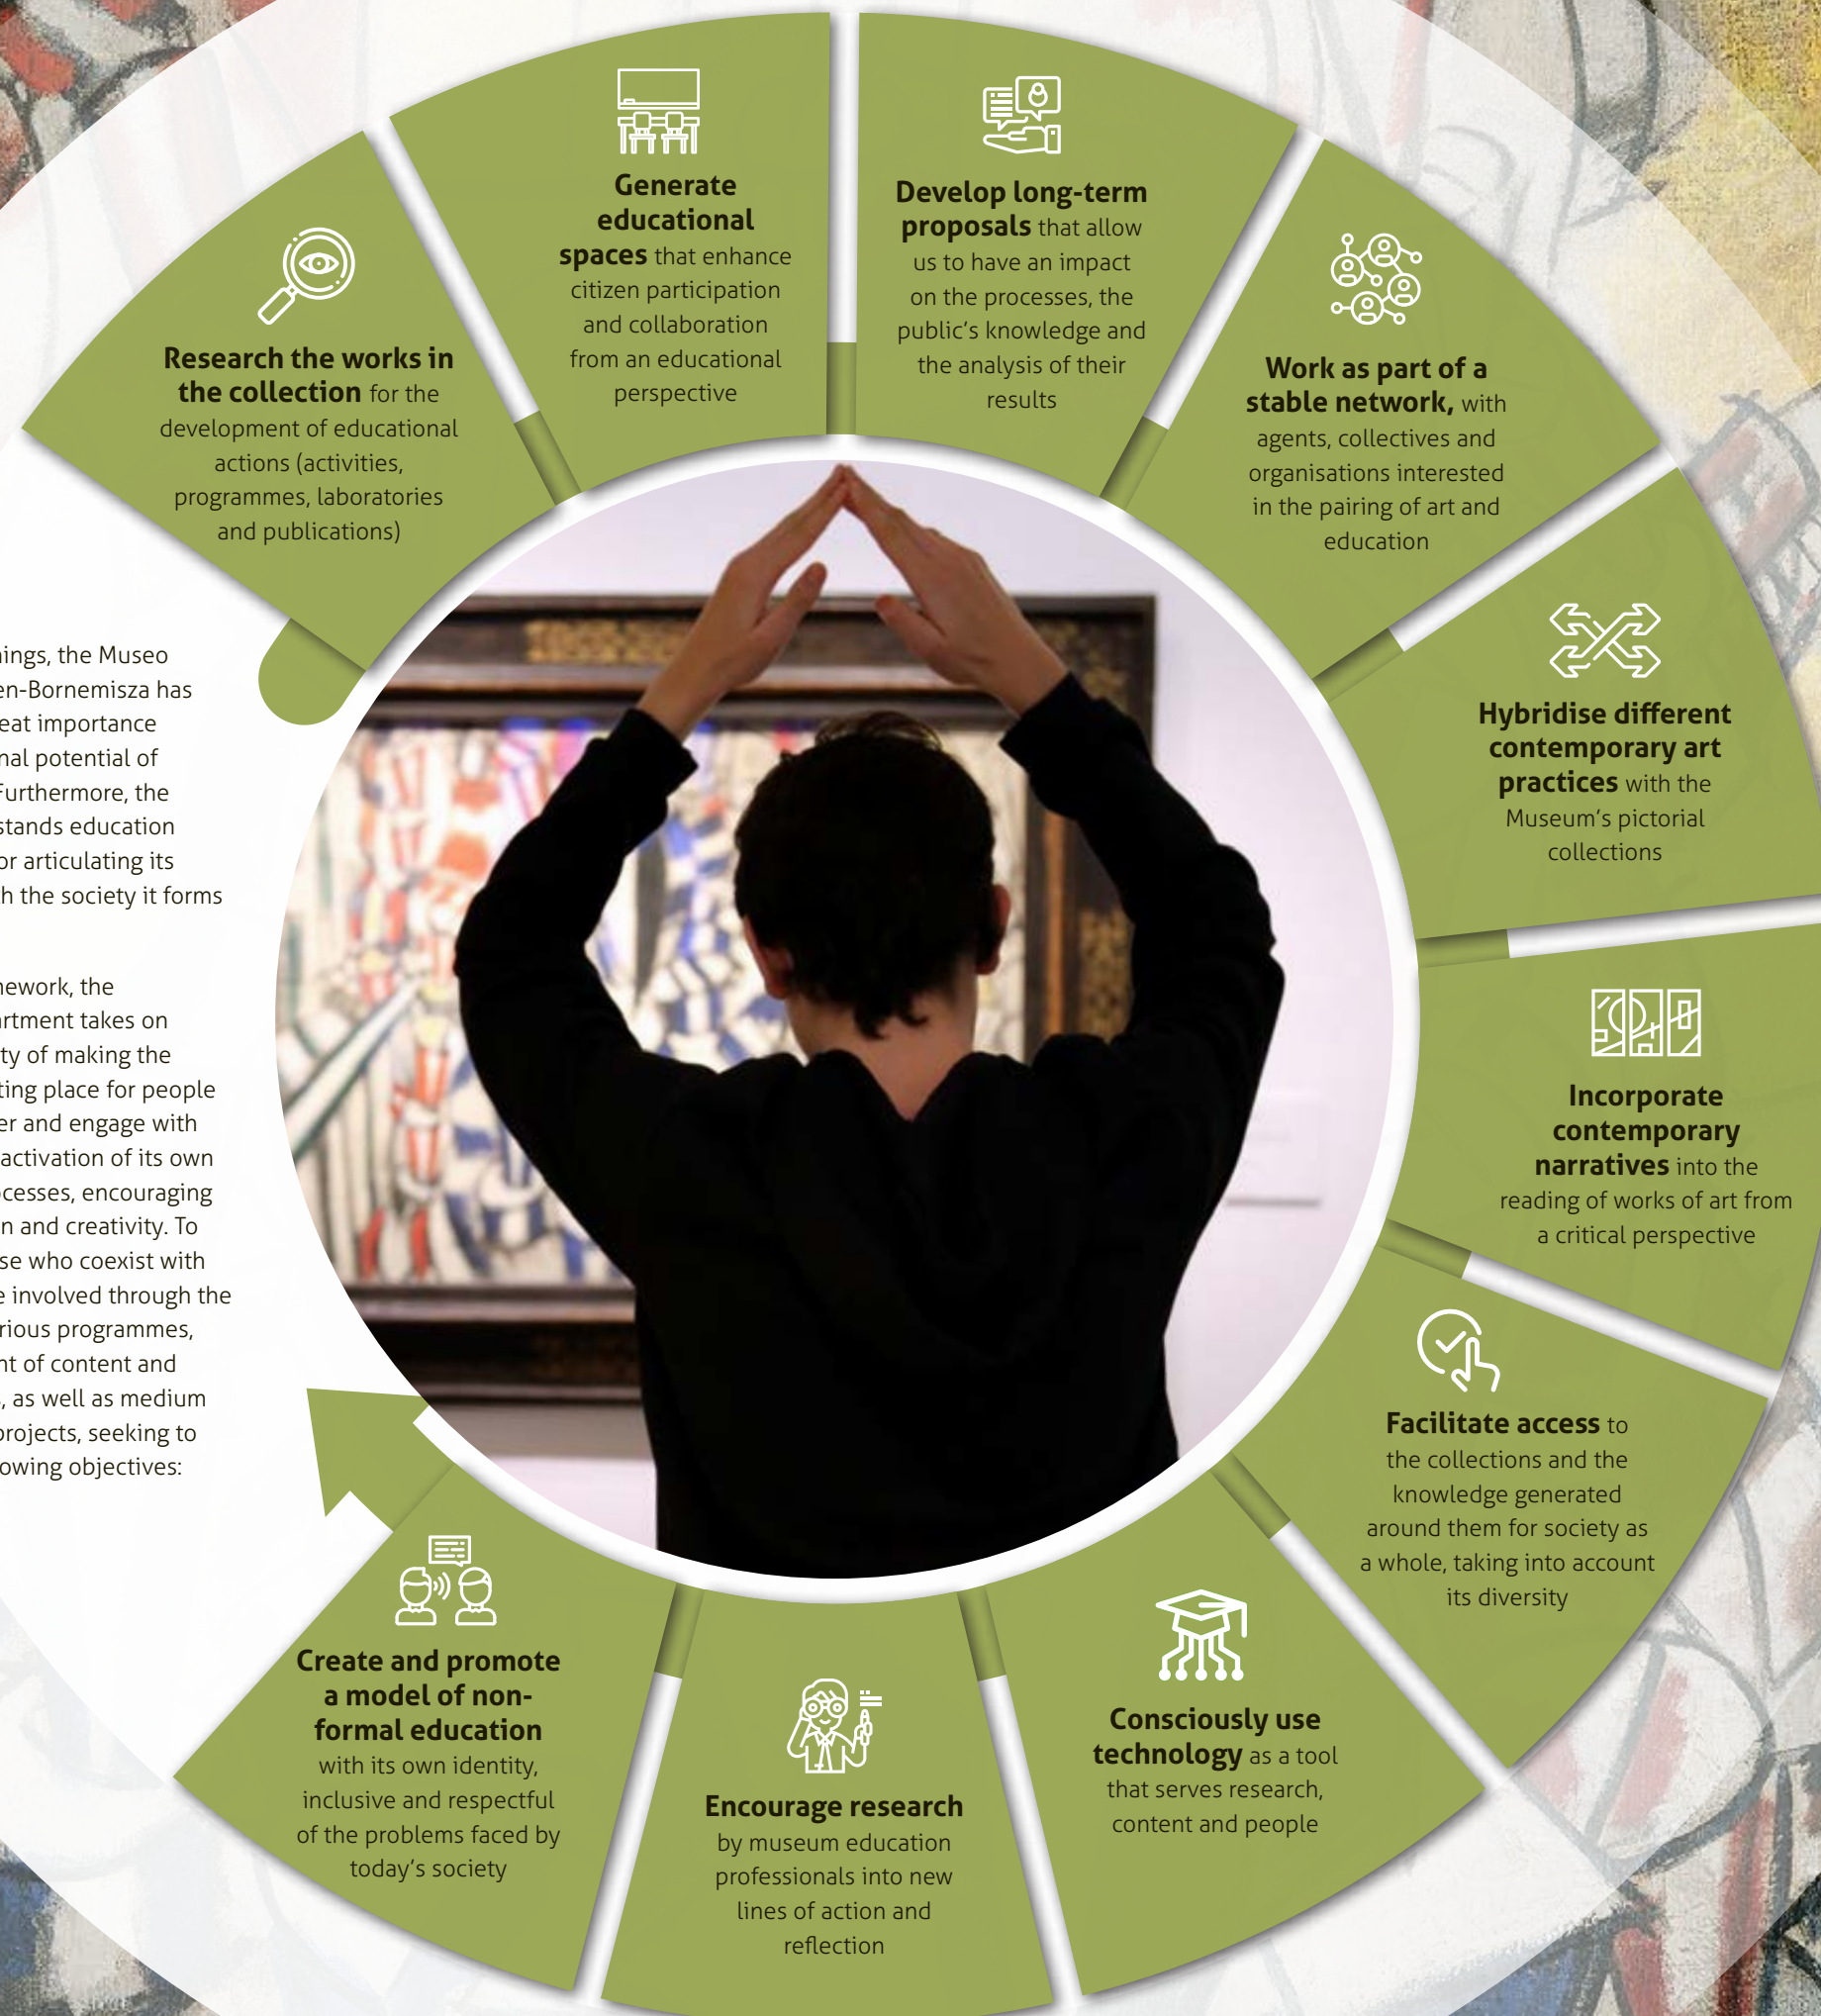 ings, the Museo
en-Bornemisza has
eat importance
nal potential of
Furthermore, the
stands education
or articulating its
h the society it forms
nework, the
artment takes on
ty of making the
ting place for people
er and engage with
activation of its own
ocesses, encouraging
n and creativity. To
se who coexist with
e involved through the
rious programmes,
nt of content and
, as well as medium
projects, seeking to
owing objectives:
Research the works in
the collection for the
development of educational
actions (activities,
programmes, laboratories
and publications)
Generate
educational
spaces that enhance
citizen participation
and collaboration
from an educational
perspective
Develop long-term
proposals that allow
us to have an impact
on the processes, the
public's knowledge and
the analysis of their
results
Work as part of a
stable network, with
agents, collectives and
organisations interested
in the pairing of art and
education
Hybridise different
contemporary art
practices with the
Museum's pictorial
collections
Incorporate
contemporary
narratives into the
reading of works of art from
a critical perspective
Facilitate access to
the collections and the
knowledge generated
around them for society as
a whole, taking into account
its diversity
Consciously use
technology as a tool
that serves research,
content and people
Encourage research
by museum education
professionals into new
lines of action and
reflection
Create and promote
a model of non-
formal education
with its own identity,
inclusive and respectful
of the problems faced by
today's society